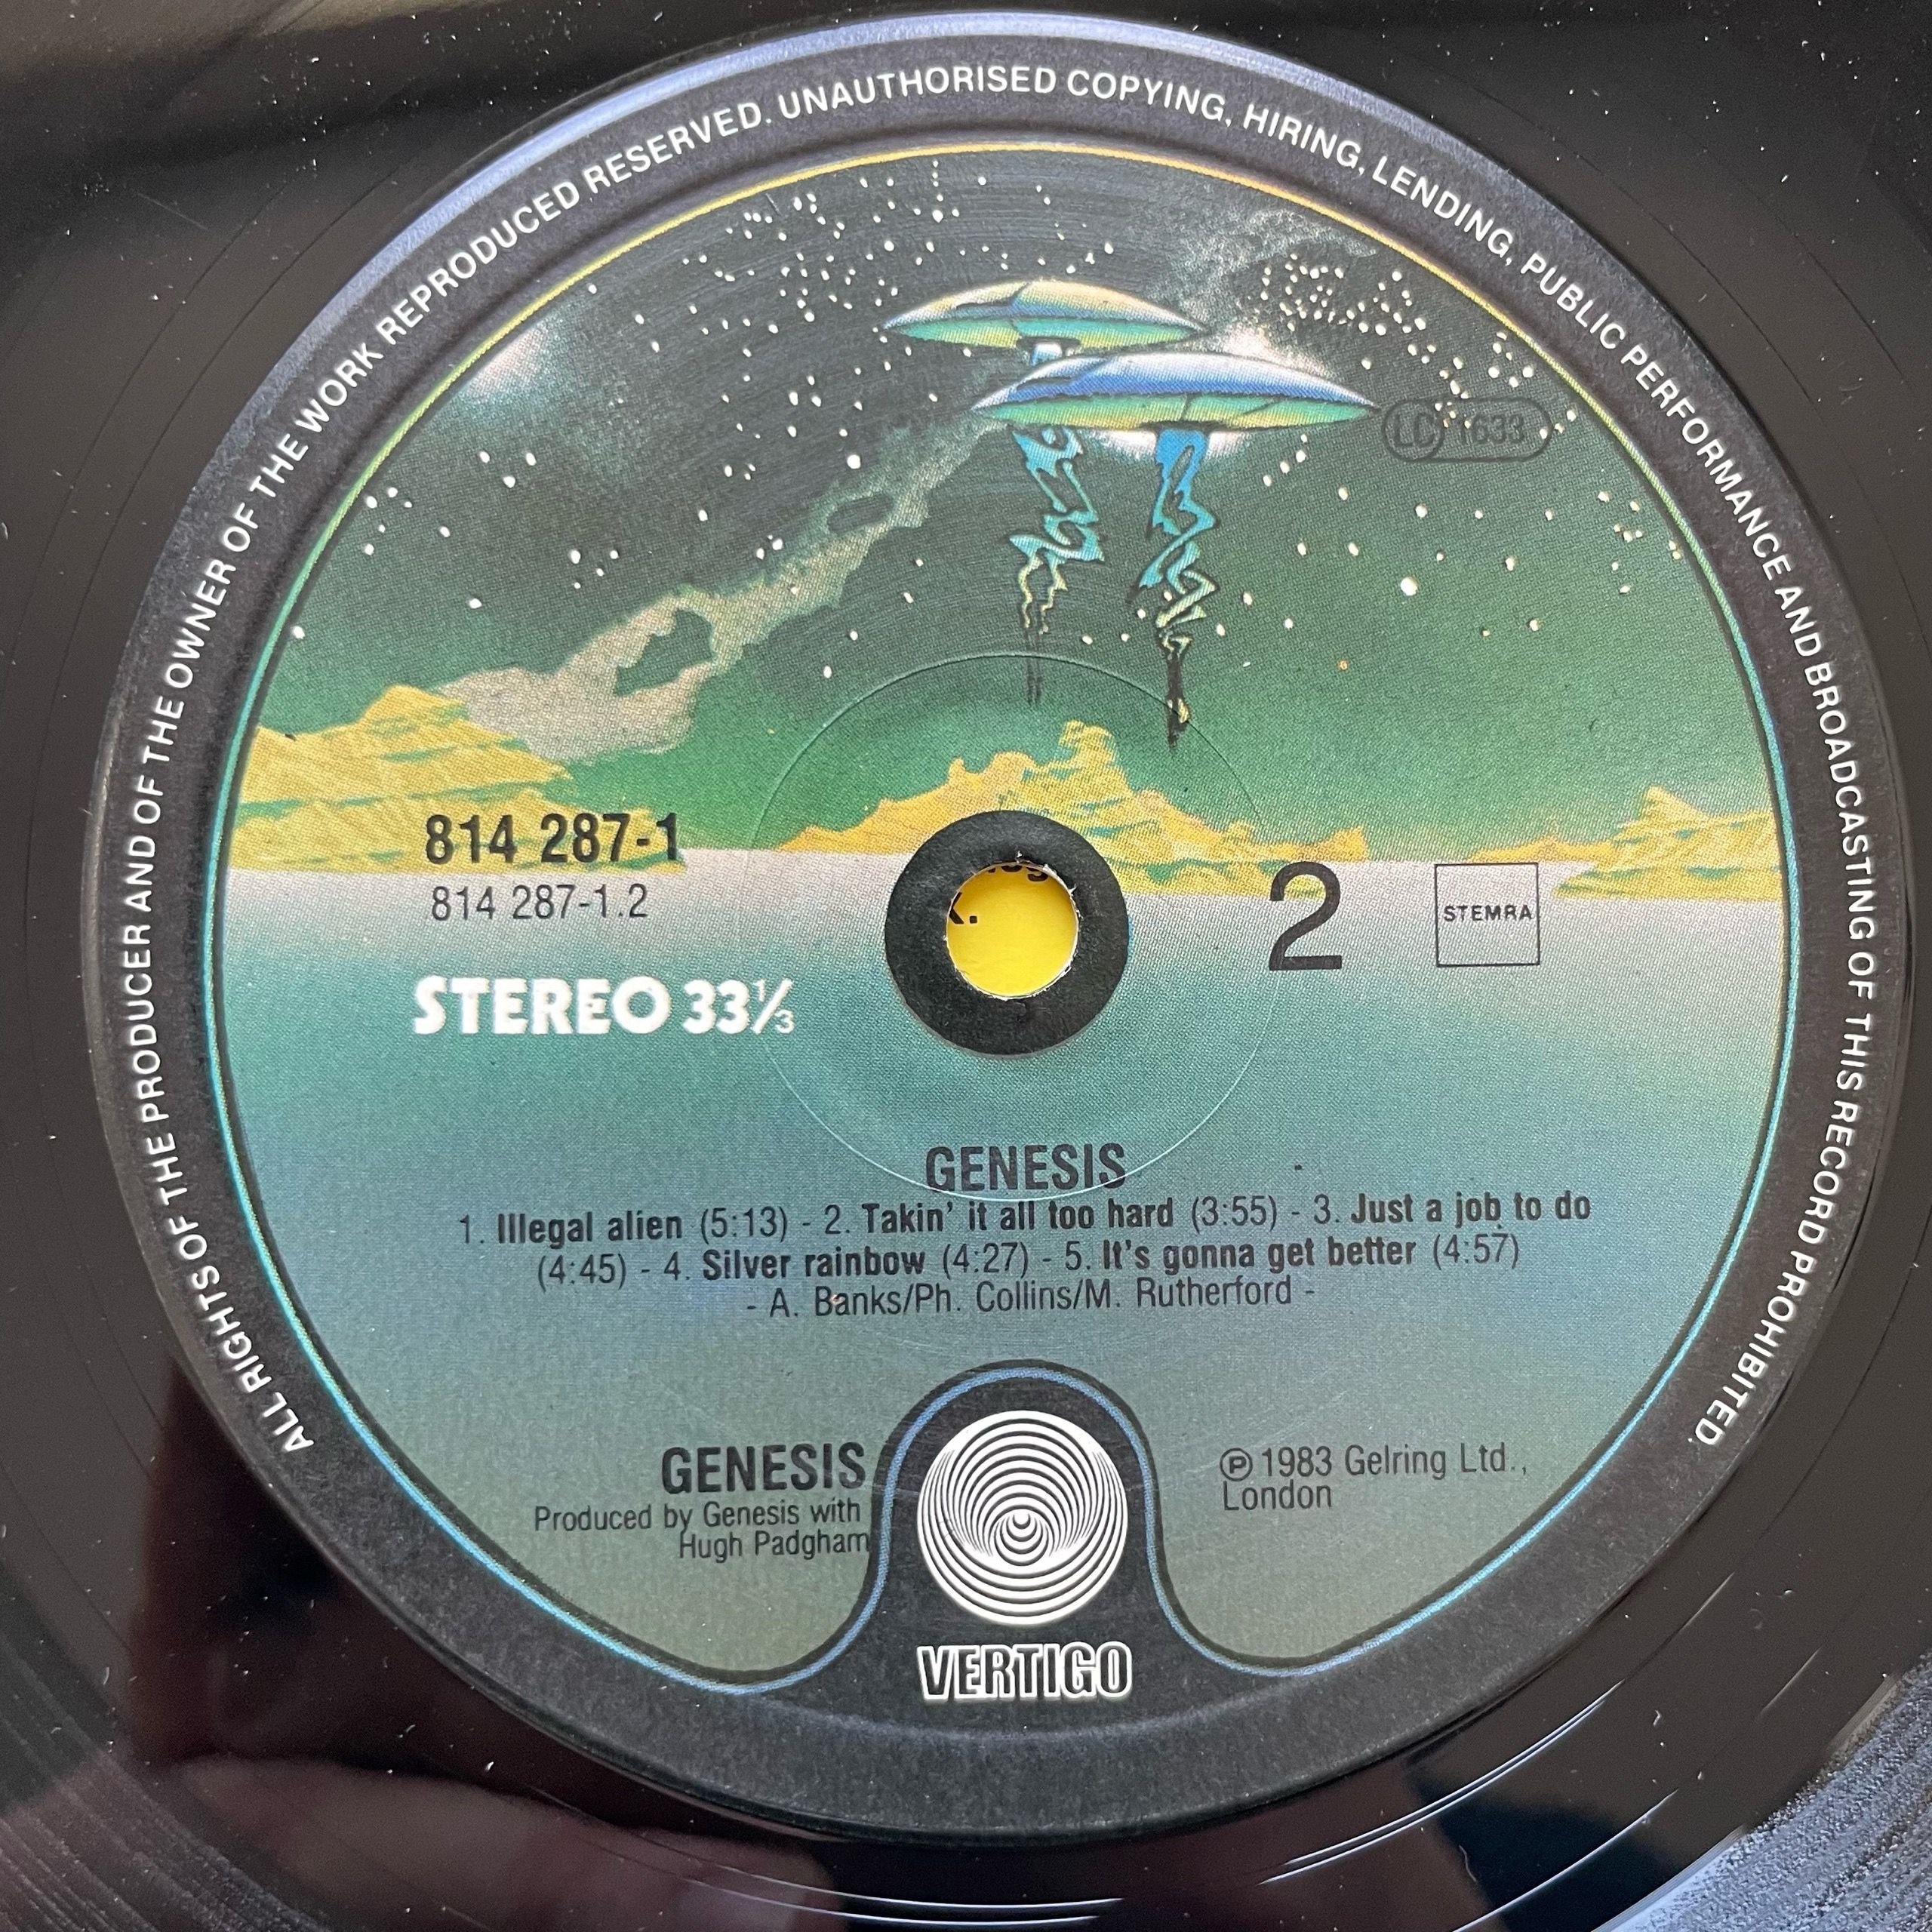 ALL RIGHTS OF THE PRODUCER AND OF THE OWNER OF THE WORK REPRODUCED RESERVED. UNAUTHORISED COPYING, HIRING, LENDING, PUBLIC PERFORMANCE AND BROADCASTING OF THIS RECORD PROHIBITED.
LC 1633
814 287-1
814 287-1.2
2
STEMRA
STEREO 33⅓
GENESIS
1. Illegal alien (5:13) - 2. Takin' it all too hard (3:55) - 3. Just a job to do
(4:45) - 4. Silver rainbow (4:27) - 5. It's gonna get better (4:57)
- A. Banks/Ph. Collins/M. Rutherford -
GENESIS
Produced by Genesis with
Hugh Padgham
℗ 1983 Gelring Ltd.,
London
VERTIGO